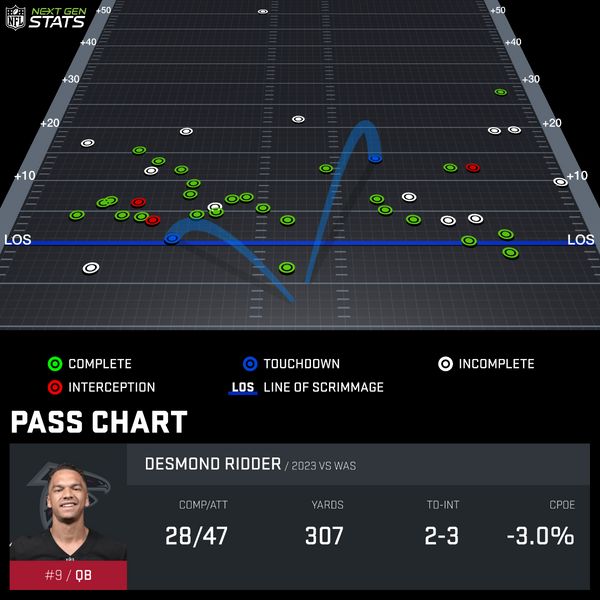 NFL NEXT GEN STATS
+50 +50
+40 +40
+30 +30
+20 +20
+10 +10
LOS LOS
COMPLETE TOUCHDOWN INCOMPLETE
INTERCEPTION LOS LINE OF SCRIMMAGE
PASS CHART
DESMOND RIDDER / 2023 VS WAS
COMP/ATT YARDS TD-INT CPOE
28/47 307 2-3 -3.0%
#9 / QB